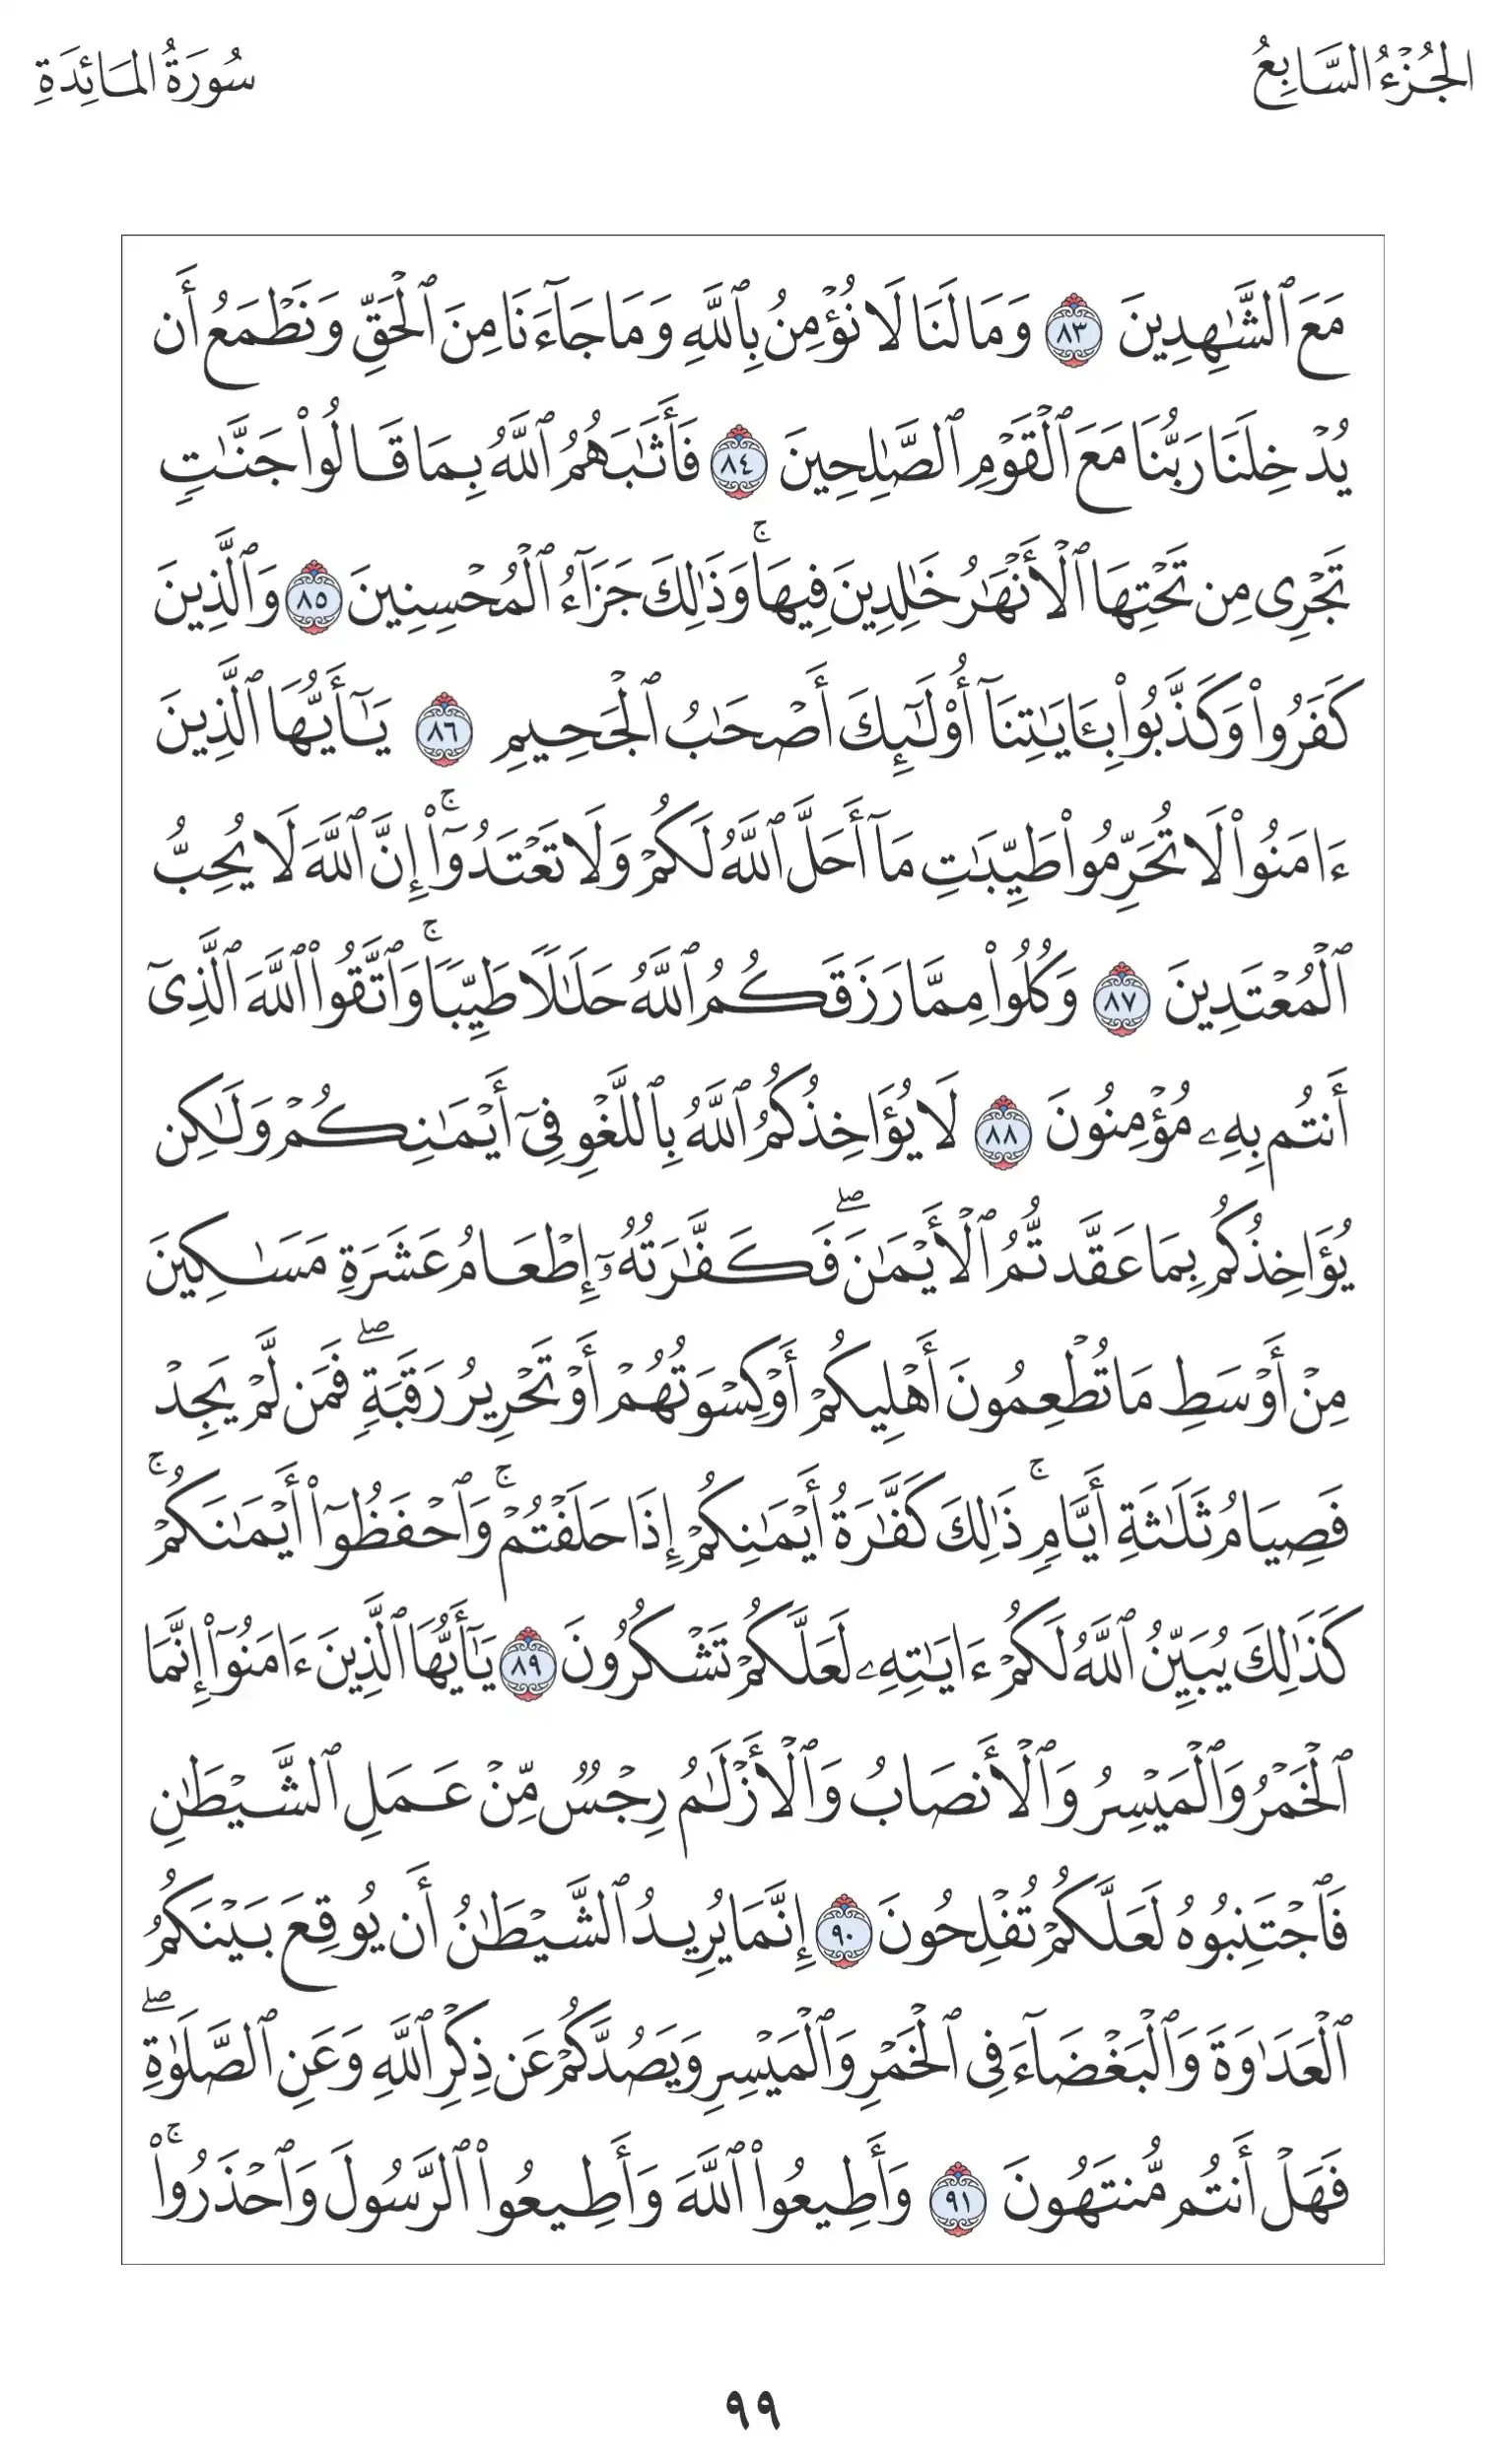 الجُزْءُ السَّابِعُ
سُورَةُ المَائِدَةِ
مَعَ ٱلشَّٰهِدِينَ ٨٣ وَمَا لَنَا لَا نُؤْمِنُ بِٱللَّهِ وَمَا جَآءَنَا مِنَ ٱلْحَقِّ وَنَطْمَعُ أَن
يُدْخِلَنَا رَبُّنَا مَعَ ٱلْقَوْمِ ٱلصَّٰلِحِينَ ٨٤ فَأَثَٰبَهُمُ ٱللَّهُ بِمَا قَالُوا۟ جَنَّٰتٍ
تَجْرِى مِن تَحْتِهَا ٱلْأَنْهَٰرُ خَٰلِدِينَ فِيهَا ۚ وَذَٰلِكَ جَزَآءُ ٱلْمُحْسِنِينَ ٨٥ وَٱلَّذِينَ
كَفَرُوا۟ وَكَذَّبُوا۟ بِـَٔايَٰتِنَآ أُو۟لَٰٓئِكَ أَصْحَٰبُ ٱلْجَحِيمِ ٨٦ يَٰٓأَيُّهَا ٱلَّذِينَ
ءَامَنُوا۟ لَا تُحَرِّمُوا۟ طَيِّبَٰتِ مَآ أَحَلَّ ٱللَّهُ لَكُمْ وَلَا تَعْتَدُوٓا۟ ۚ إِنَّ ٱللَّهَ لَا يُحِبُّ
ٱلْمُعْتَدِينَ ٨٧ وَكُلُوا۟ مِمَّا رَزَقَكُمُ ٱللَّهُ حَلَٰلًا طَيِّبًا ۚ وَٱتَّقُوا۟ ٱللَّهَ ٱلَّذِىٓ
أَنتُم بِهِۦ مُؤْمِنُونَ ٨٨ لَا يُؤَاخِذُكُمُ ٱللَّهُ بِٱللَّغْوِ فِىٓ أَيْمَٰنِكُمْ وَلَٰكِن
يُؤَاخِذُكُم بِمَا عَقَّدتُّمُ ٱلْأَيْمَٰنَ ۖ فَكَفَّٰرَتُهُۥٓ إِطْعَامُ عَشَرَةِ مَسَٰكِينَ
مِنْ أَوْسَطِ مَا تُطْعِمُونَ أَهْلِيكُمْ أَوْ كِسْوَتُهُمْ أَوْ تَحْرِيرُ رَقَبَةٍ ۖ فَمَن لَّمْ يَجِدْ
فَصِيَامُ ثَلَٰثَةِ أَيَّامٍ ۚ ذَٰلِكَ كَفَّٰرَةُ أَيْمَٰنِكُمْ إِذَا حَلَفْتُمْ ۚ وَٱحْفَظُوٓا۟ أَيْمَٰنَكُمْ ۚ
كَذَٰلِكَ يُبَيِّنُ ٱللَّهُ لَكُمْ ءَايَٰتِهِۦ لَعَلَّكُمْ تَشْكُرُونَ ٨٩ يَٰٓأَيُّهَا ٱلَّذِينَ ءَامَنُوٓا۟ إِنَّمَا
ٱلْخَمْرُ وَٱلْمَيْسِرُ وَٱلْأَنصَابُ وَٱلْأَزْلَٰمُ رِجْسٌ مِّنْ عَمَلِ ٱلشَّيْطَٰنِ
فَٱجْتَنِبُوهُ لَعَلَّكُمْ تُفْلِحُونَ ٩٠ إِنَّمَا يُرِيدُ ٱلشَّيْطَٰنُ أَن يُوقِعَ بَيْنَكُمُ
ٱلْعَدَٰوَةَ وَٱلْبَغْضَآءَ فِى ٱلْخَمْرِ وَٱلْمَيْسِرِ وَيَصُدَّكُمْ عَن ذِكْرِ ٱللَّهِ وَعَنِ ٱلصَّلَوٰةِ ۖ
فَهَلْ أَنتُم مُّنتَهُونَ ٩١ وَأَطِيعُوا۟ ٱللَّهَ وَأَطِيعُوا۟ ٱلرَّسُولَ وَٱحْذَرُوا۟ ۚ
٩٩